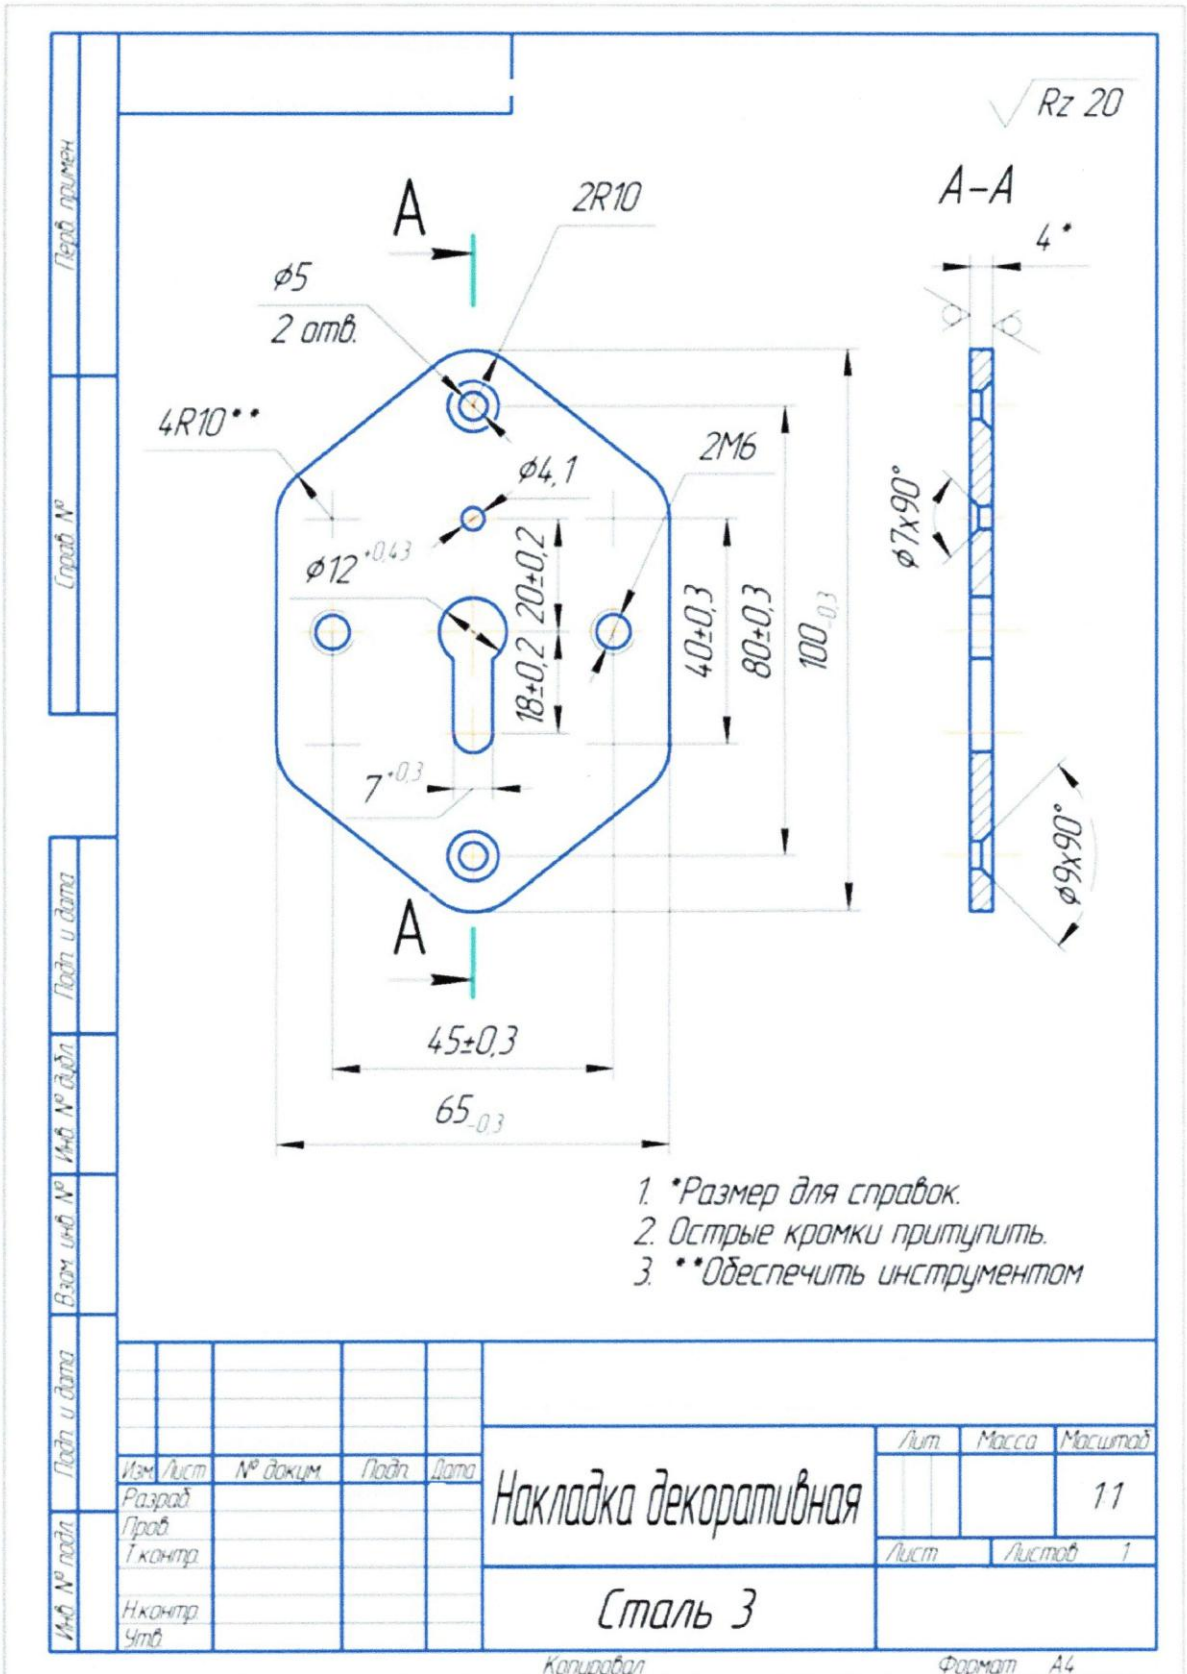 Rz 20
А-А
4*
А
2R10
⌀5
2 отв.
4R10**
⌀4,1
2М6
⌀12+0,43
⌀7х90°
20±0,2
18±0,2
40±0,3
80±0,3
100-0,3
7+0,3
⌀9х90°
А
45±0,3
65-0,3
1. *Размер для справок.
2. Острые кромки притупить.
3. **Обеспечить инструментом
Перв. примен.
Справ. №
Подп. и дата
Инв. № дубл.
Взам. инв. №
Подп. и дата
Инв. № подл.
Изм. Лист № докум. Подп. Дата
Разраб.
Пров.
Т.контр.
Н.контр.
Утв.
Накладка декоративная
Сталь 3
Лит. Масса Масштаб
1:1
Лист Листов 1
Копировал Формат А4